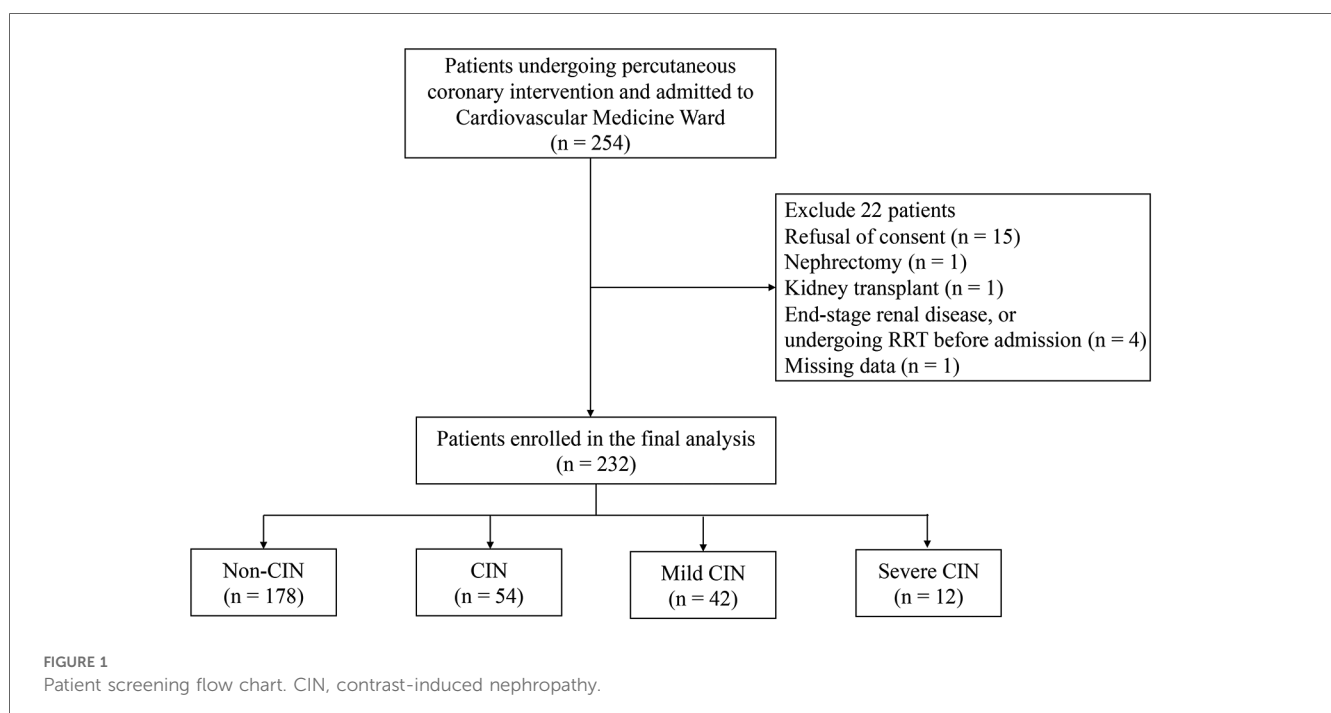 Patients undergoing percutaneous
coronary intervention and admitted to
Cardiovascular Medicine Ward
(n = 254)
Exclude 22 patients
Refusal of consent (n = 15)
Nephrectomy (n = 1)
Kidney transplant (n = 1)
End-stage renal disease, or
undergoing RRT before admission (n = 4)
Missing data (n = 1)
Patients enrolled in the final analysis
(n = 232)
Non-CIN
(n = 178)
CIN
(n = 54)
Mild CIN
(n = 42)
Severe CIN
(n = 12)
FIGURE 1
Patient screening flow chart. CIN, contrast-induced nephropathy.